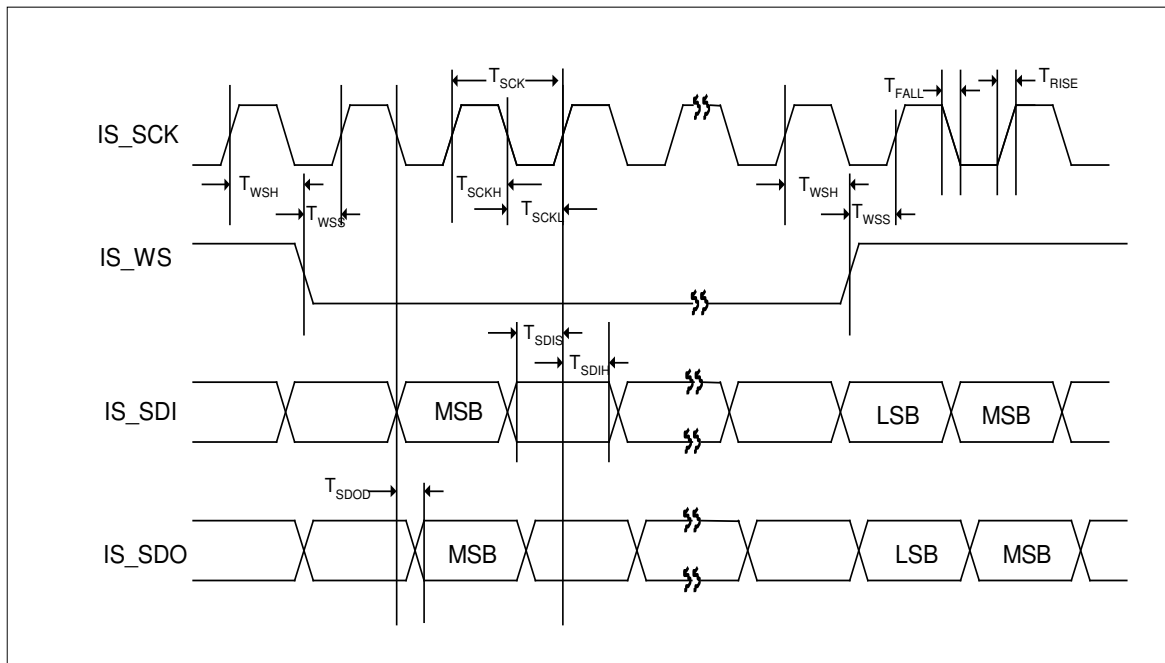 T_SCK
T_FALL
T_RISE
IS_SCK
T_WSH
T_SCKH
T_WSH
T_WSS
T_SCKL
T_WSS
IS_WS
T_SDIS
T_SDIH
IS_SDI
MSB
LSB
MSB
T_SDOD
IS_SDO
MSB
LSB
MSB